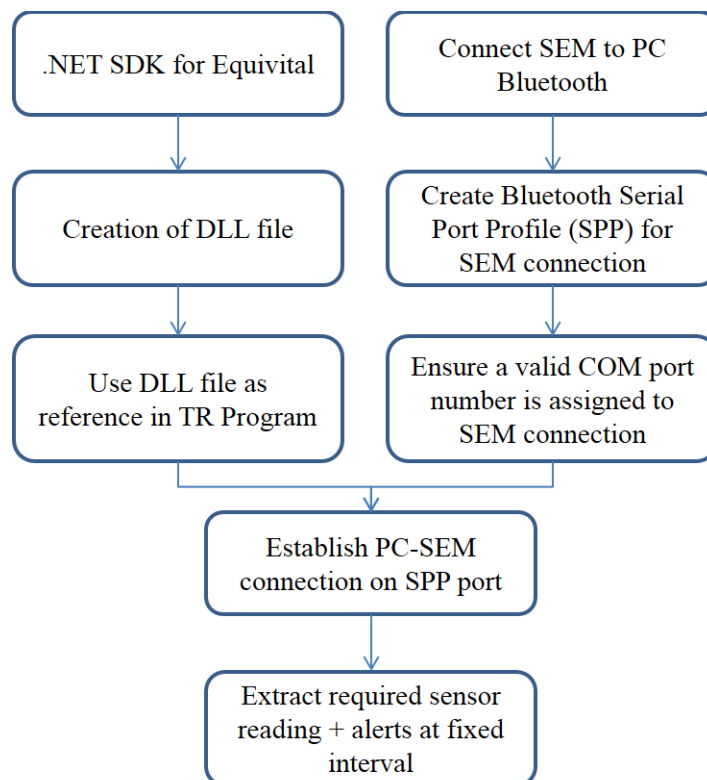 .NET SDK for Equivital
Connect SEM to PC
Bluetooth
Creation of DLL file
Create Bluetooth Serial
Port Profile (SPP) for
SEM connection
Use DLL file as
reference in TR Program
Ensure a valid COM port
number is assigned to
SEM connection
Establish PC-SEM
connection on SPP port
Extract required sensor
reading + alerts at fixed
interval